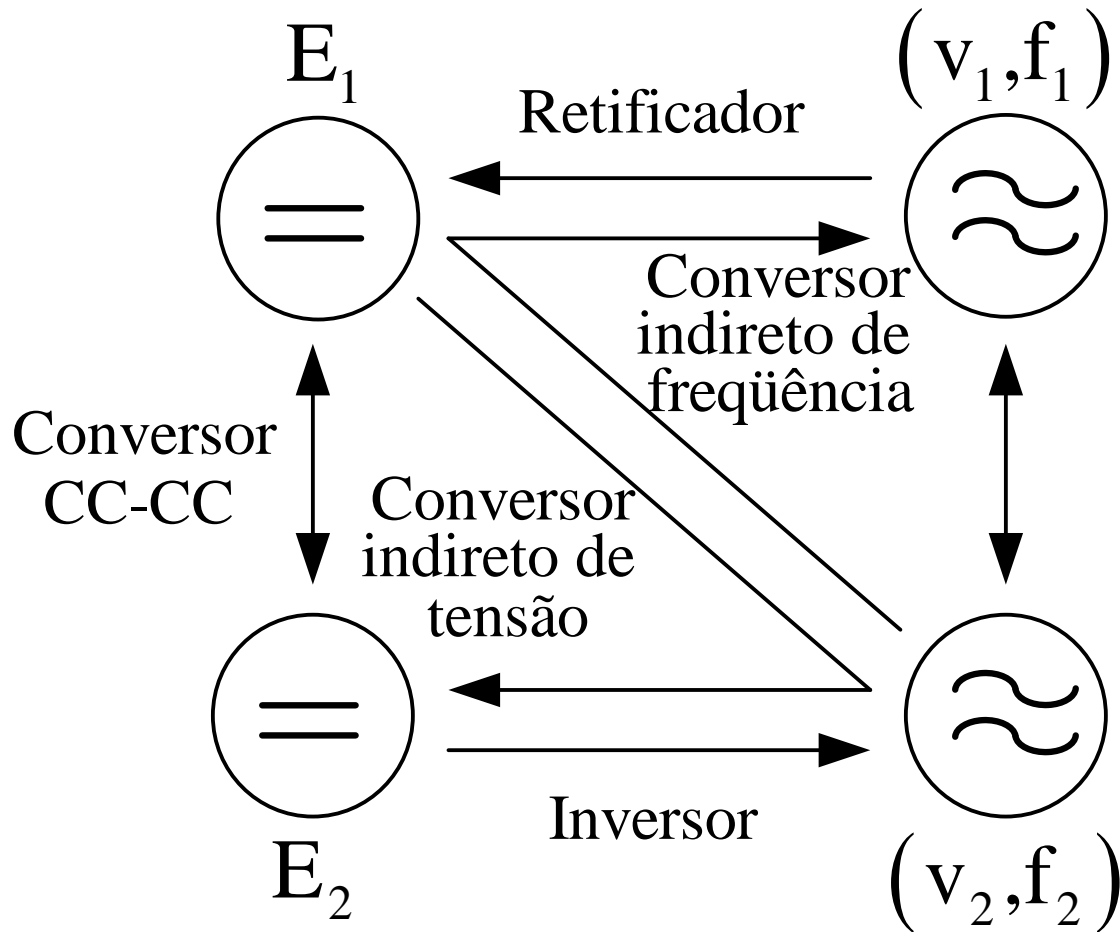 E₁
(v₁,f₁)
Retificador
Conversor
indireto de
freqüência
Conversor
CC-CC
Conversor
indireto de
tensão
Inversor
E₂
(v₂,f₂)